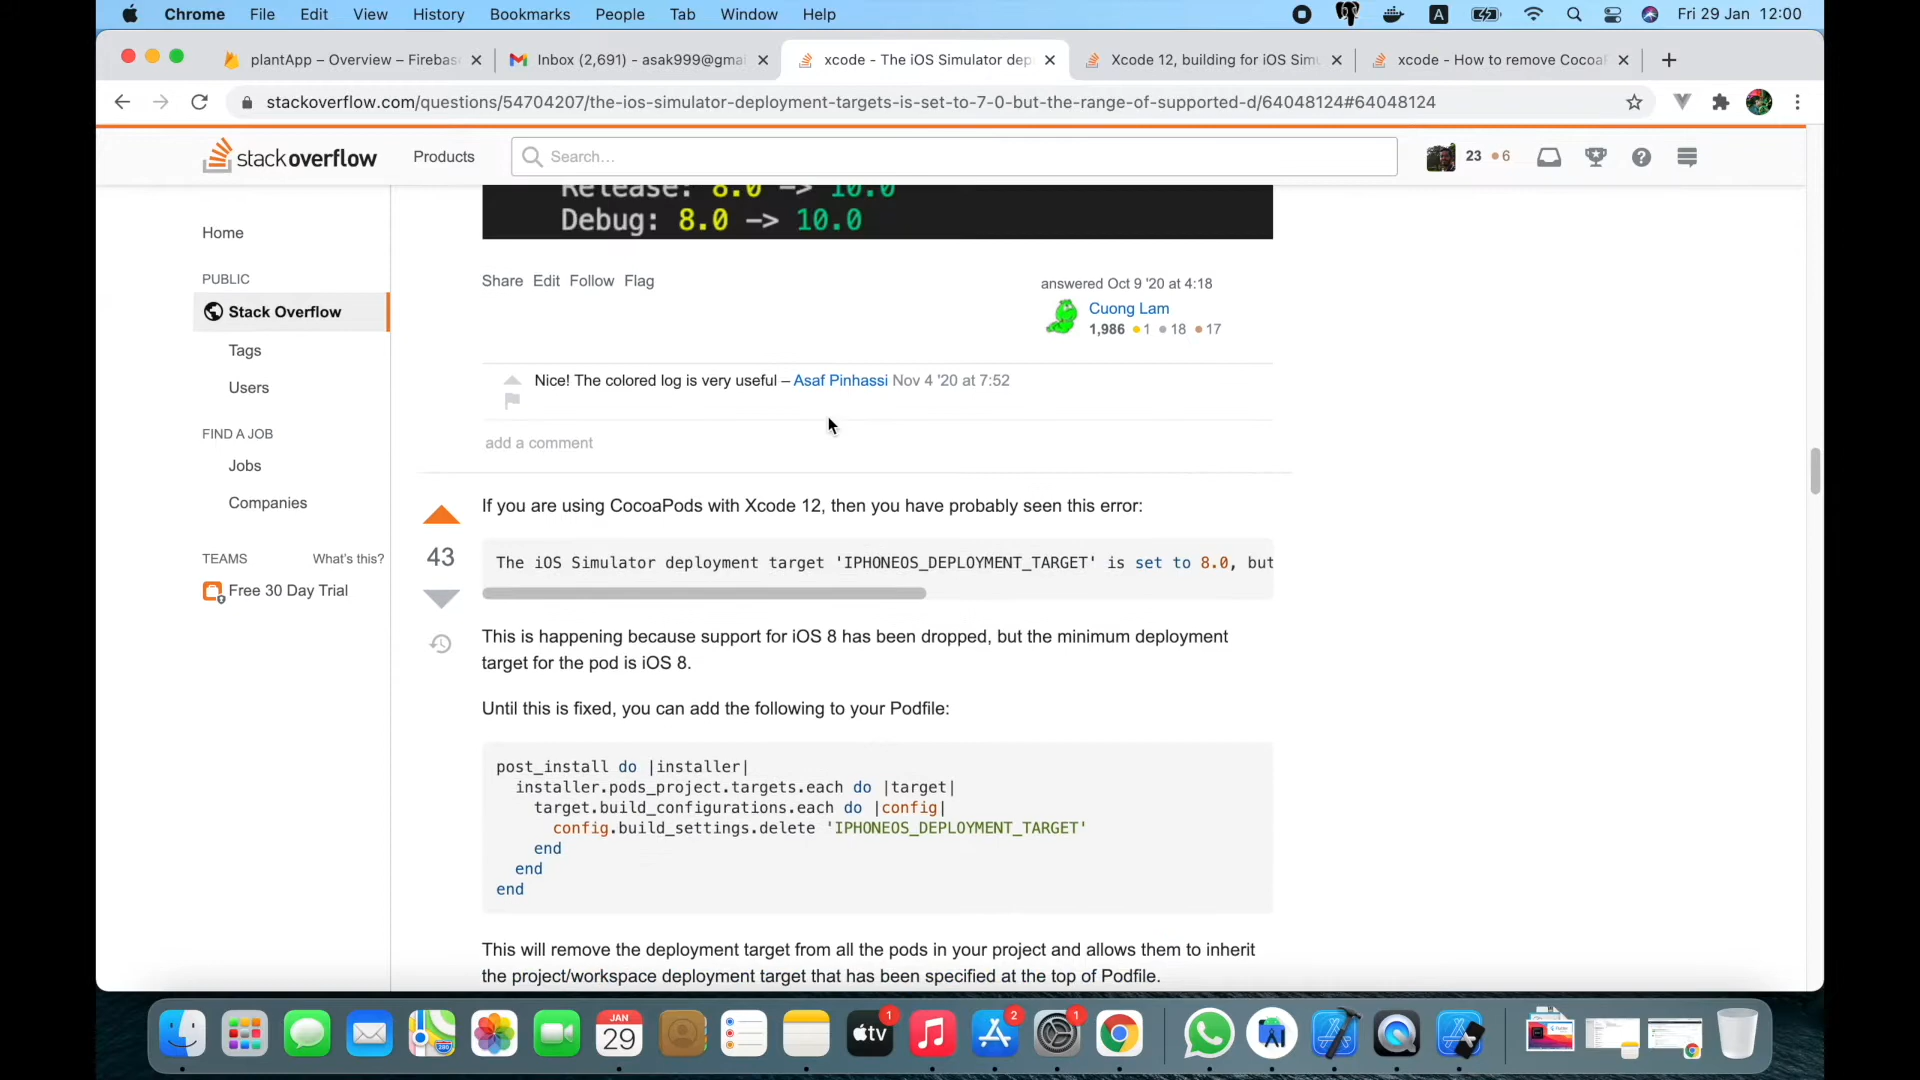 Chrome File Edit View History Bookmarks People Tab Window Help
A
Fri 29 Jan 12:00
plantApp – Overview – Firebas
Inbox (2,691) - asak999@gmai
xcode - The iOS Simulator dep
Xcode 12, building for iOS Simu
xcode - How to remove CocoaP
stackoverflow.com/questions/54704207/the-ios-simulator-deployment-targets-is-set-to-7-0-but-the-range-of-supported-d/64048124#64048124
stackoverflow
Products
Search...
23 6
Home
PUBLIC
Stack Overflow
Tags
Users
FIND A JOB
Jobs
Companies
TEAMS What's this?
Free 30 Day Trial
Release: 8.0 -> 10.0
Debug: 8.0 -> 10.0
Share Edit Follow Flag
answered Oct 9 '20 at 4:18
Cuong Lam
1,986 1 18 17
Nice! The colored log is very useful – Asaf Pinhassi Nov 4 '20 at 7:52
add a comment
43
If you are using CocoaPods with Xcode 12, then you have probably seen this error:
The iOS Simulator deployment target 'IPHONEOS_DEPLOYMENT_TARGET' is set to 8.0, but
This is happening because support for iOS 8 has been dropped, but the minimum deployment
target for the pod is iOS 8.
Until this is fixed, you can add the following to your Podfile:
post_install do |installer|
installer.pods_project.targets.each do |target|
target.build_configurations.each do |config|
config.build_settings.delete 'IPHONEOS_DEPLOYMENT_TARGET'
end
end
end
This will remove the deployment target from all the pods in your project and allows them to inherit
the project/workspace deployment target that has been specified at the top of Podfile.
JAN
29
tv
1
2
1